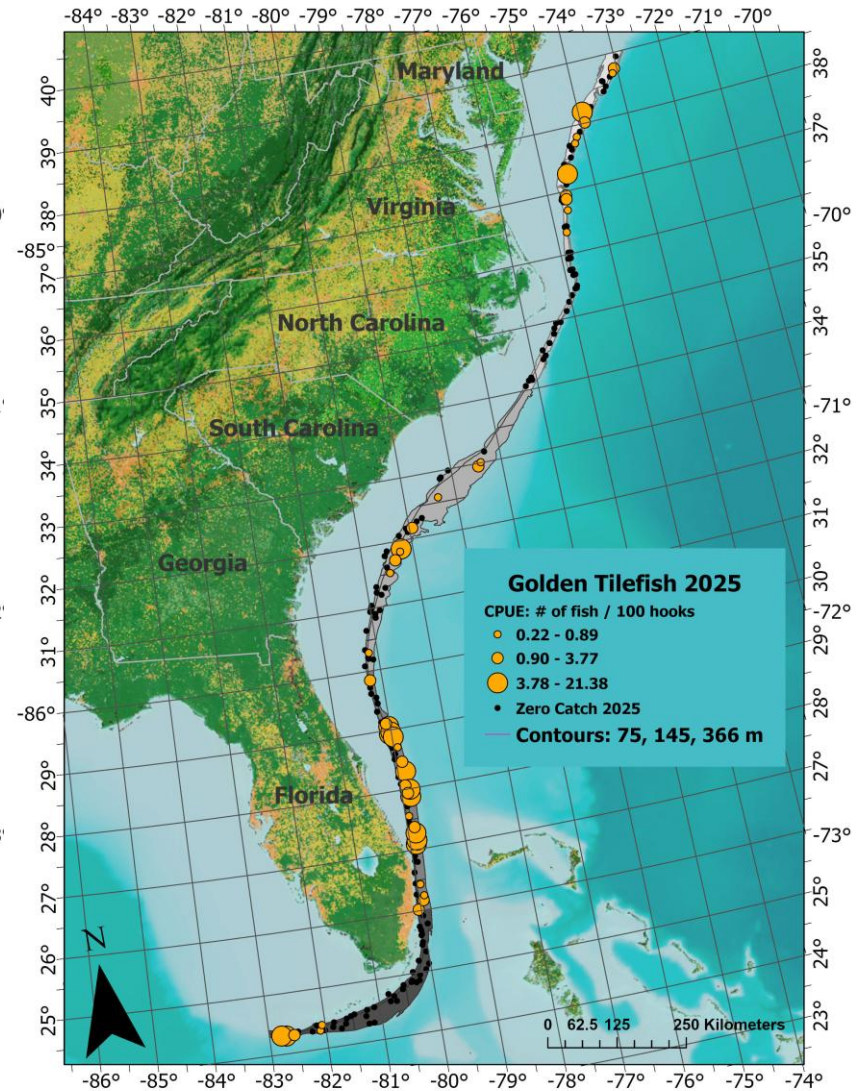 -84° -83° -82° -81° -80° -79° -78° -77° -76° -75° -74° -73° -72° -71° -70°
Maryland
38°
40°
37°
39°
Virginia
38°
-70°
-85°
35°
37°
North Carolina
34°
36°
35°
-71°
South Carolina
32°
34°
31°
33°
Georgia
30°
Golden Tilefish 2025
CPUE: # of fish / 100 hooks
0.22 - 0.89
0.90 - 3.77
3.78 - 21.38
Zero Catch 2025
Contours: 75, 145, 366 m
32°
-72°
29°
31°
28°
-86°
27°
29°
Florida
28°
-73°
27°
25°
26°
24°
N
25°
23°
0 62.5 125 250 Kilometers
-86° -85° -84° -83° -82° -81° -80° -79° -78° -77° -76° -75° -74°